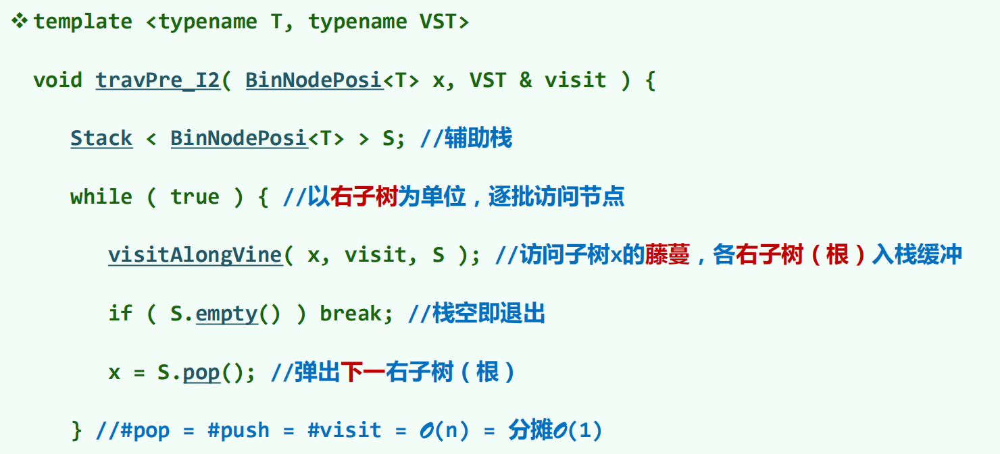 ❖ template <typename T, typename VST>
void travPre_I2( BinNodePosi<T> x, VST & visit ) {
Stack < BinNodePosi<T> > S; //辅助栈
while ( true ) { //以右子树为单位，逐批访问节点
visitAlongVine( x, visit, S ); //访问子树x的藤蔓，各右子树（根）入栈缓冲
if ( S.empty() ) break; //栈空即退出
x = S.pop(); //弹出下一右子树（根）
} //#pop = #push = #visit = 𝒪(n) = 分摊𝒪(1)